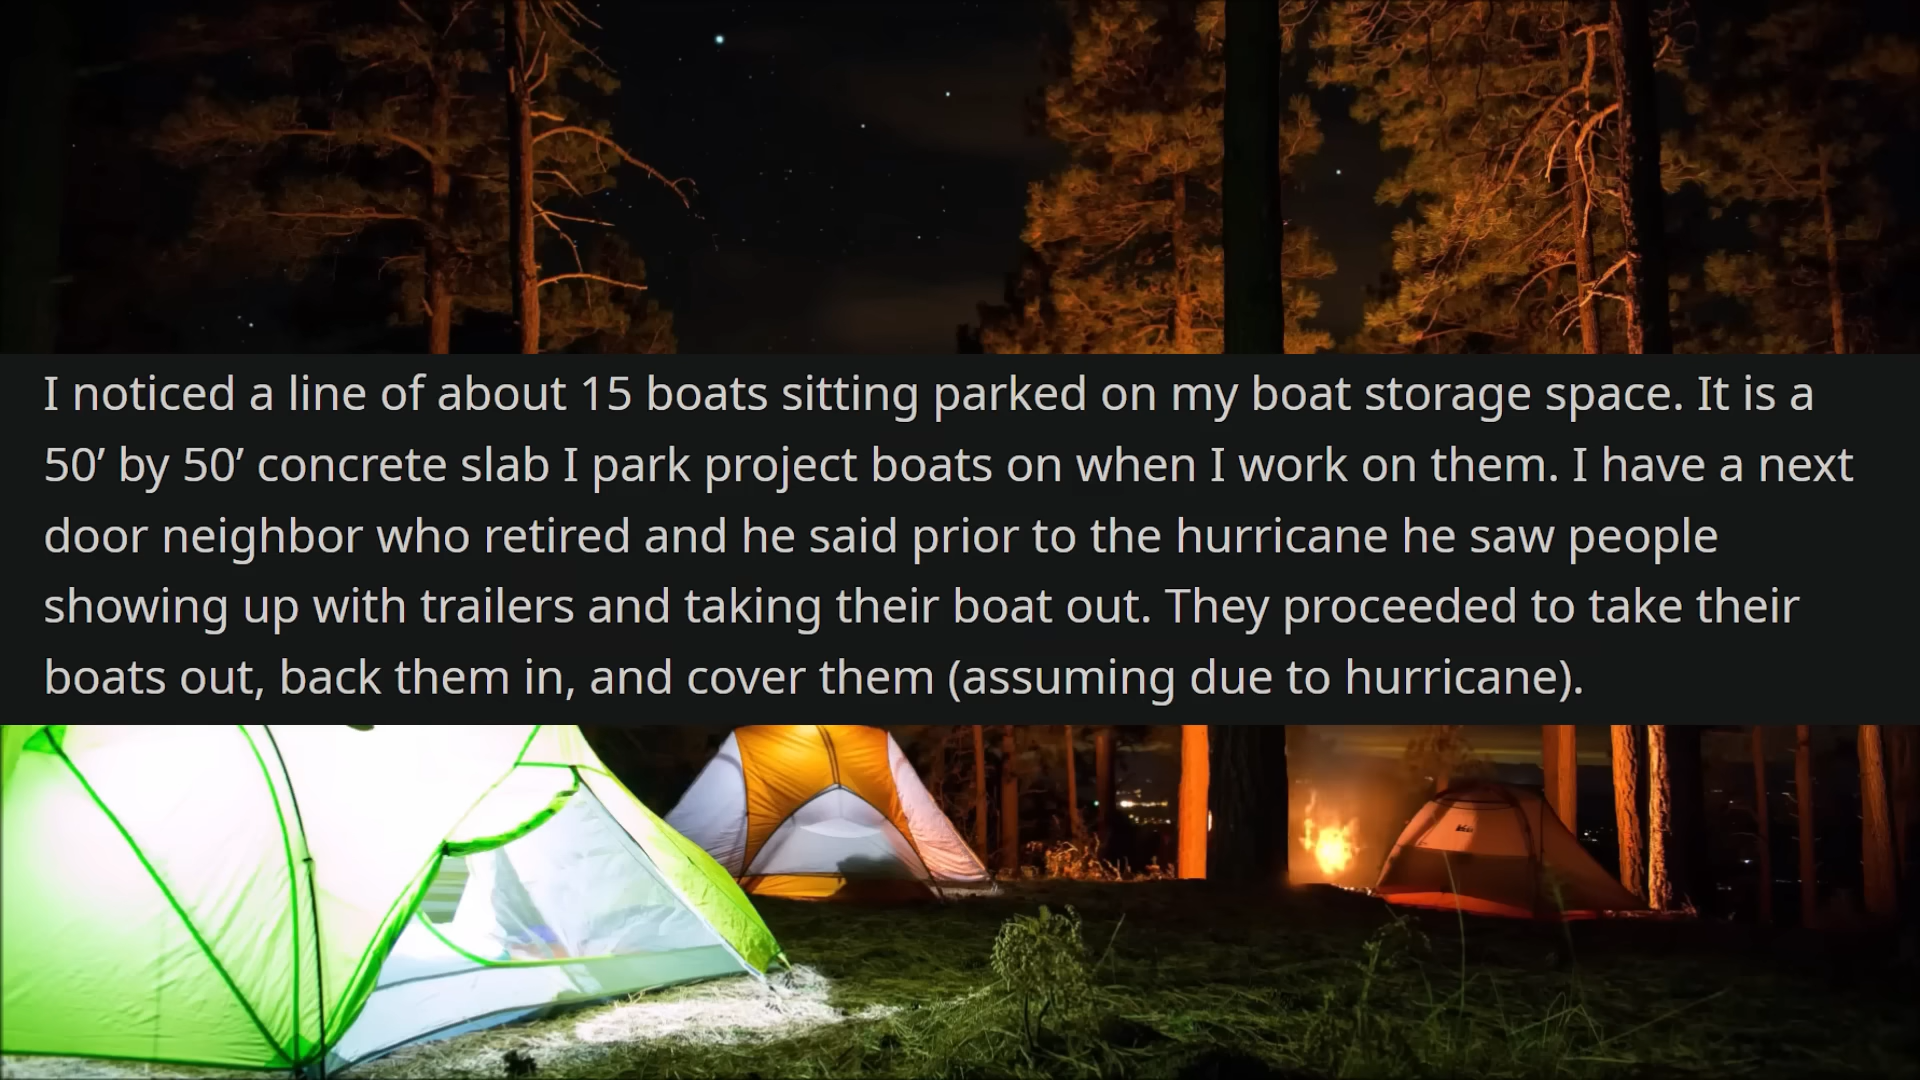 I noticed a line of about 15 boats sitting parked on my boat storage space. It is a
50’ by 50’ concrete slab I park project boats on when I work on them. I have a next
door neighbor who retired and he said prior to the hurricane he saw people
showing up with trailers and taking their boat out. They proceeded to take their
boats out, back them in, and cover them (assuming due to hurricane).